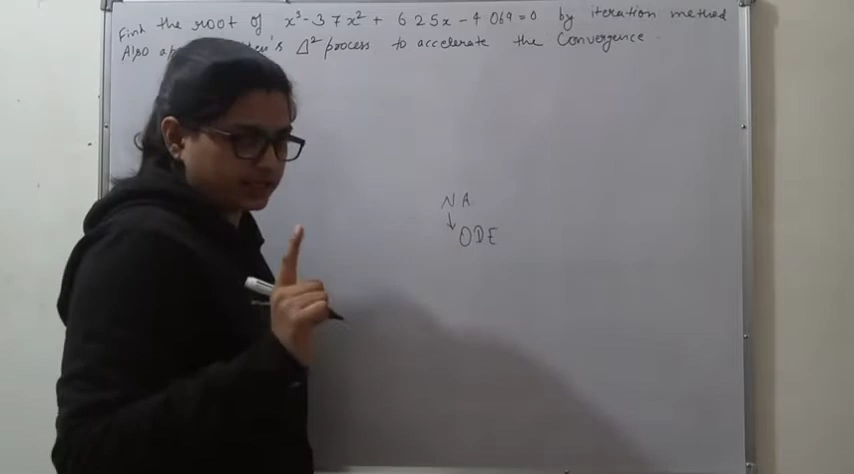 Find the root of x³-37x²+ 625x-4069=0 by iteration method
Also 's Δ² process to accelerate the Convergence
NA
↓
ODE